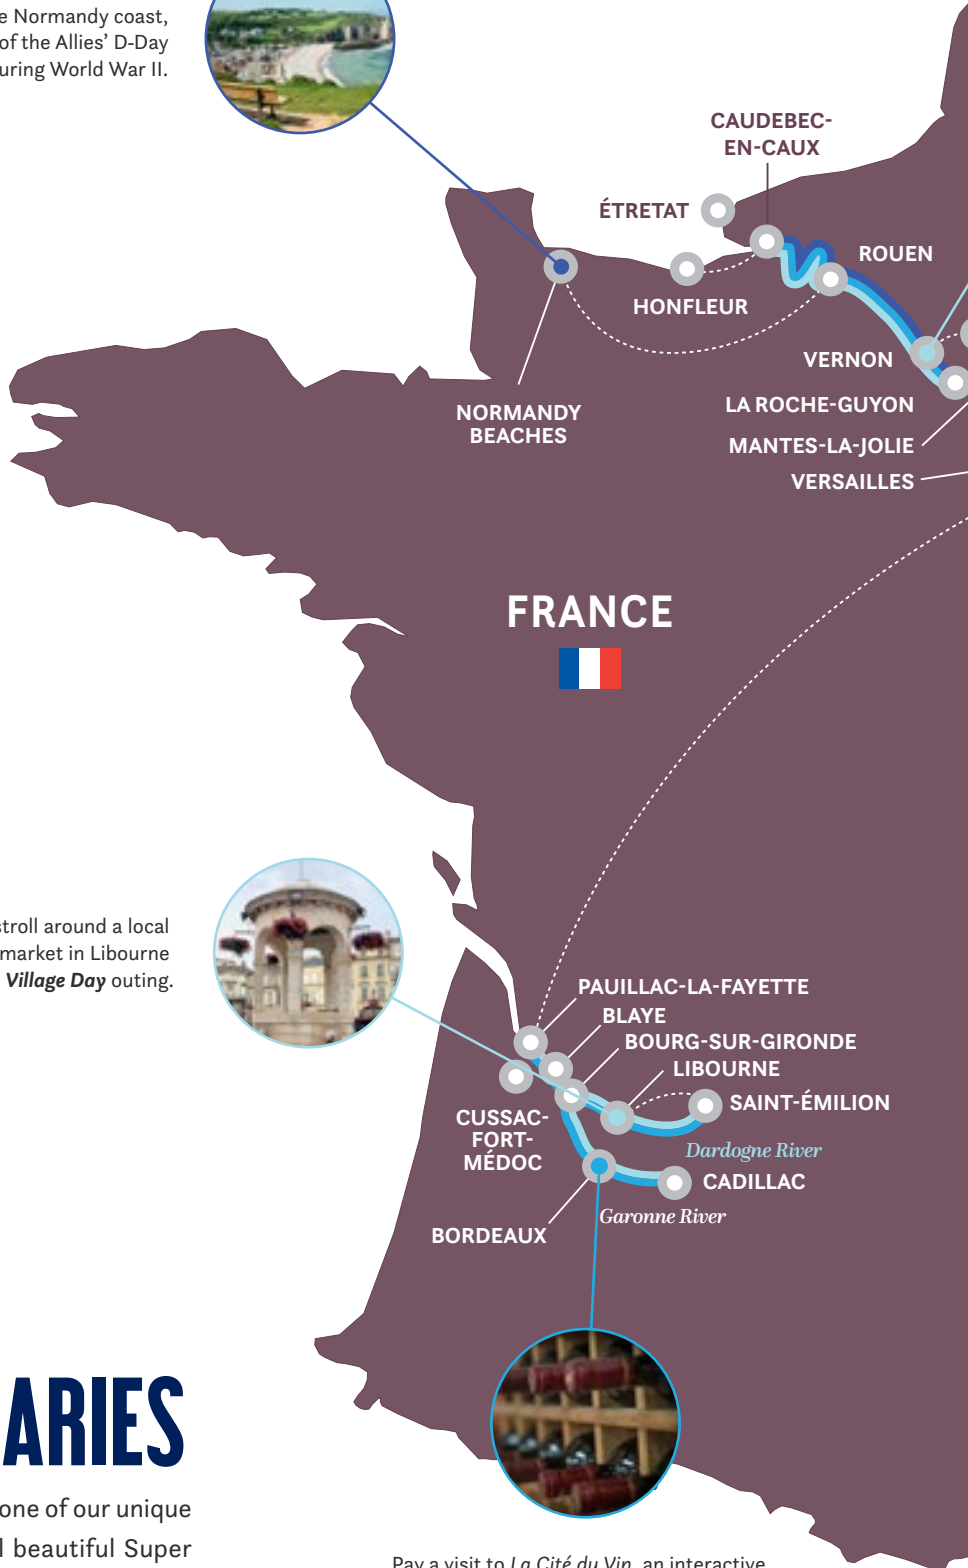 e Normandy coast,
of the Allies' D-Day
uring World War II.
CAUDEBEC-
EN-CAUX
ÉTRETAT
ROUEN
HONFLEUR
VERNON
LA ROCHE-GUYON
NORMANDY
BEACHES
MANTES-LA-JOLIE
VERSAILLES
FRANCE
troll around a local
market in Libourne
Village Day outing.
PAUILLAC-LA-FAYETTE
BLAYE
BOURG-SUR-GIRONDE
LIBOURNE
SAINT-ÉMILION
CUSSAC-
FORT-
MÉDOC
Dardogne River
CADILLAC
Garonne River
BORDEAUX
ARIES
one of our unique
l beautiful Super
Pay a visit to La Cité du Vin, an interactive